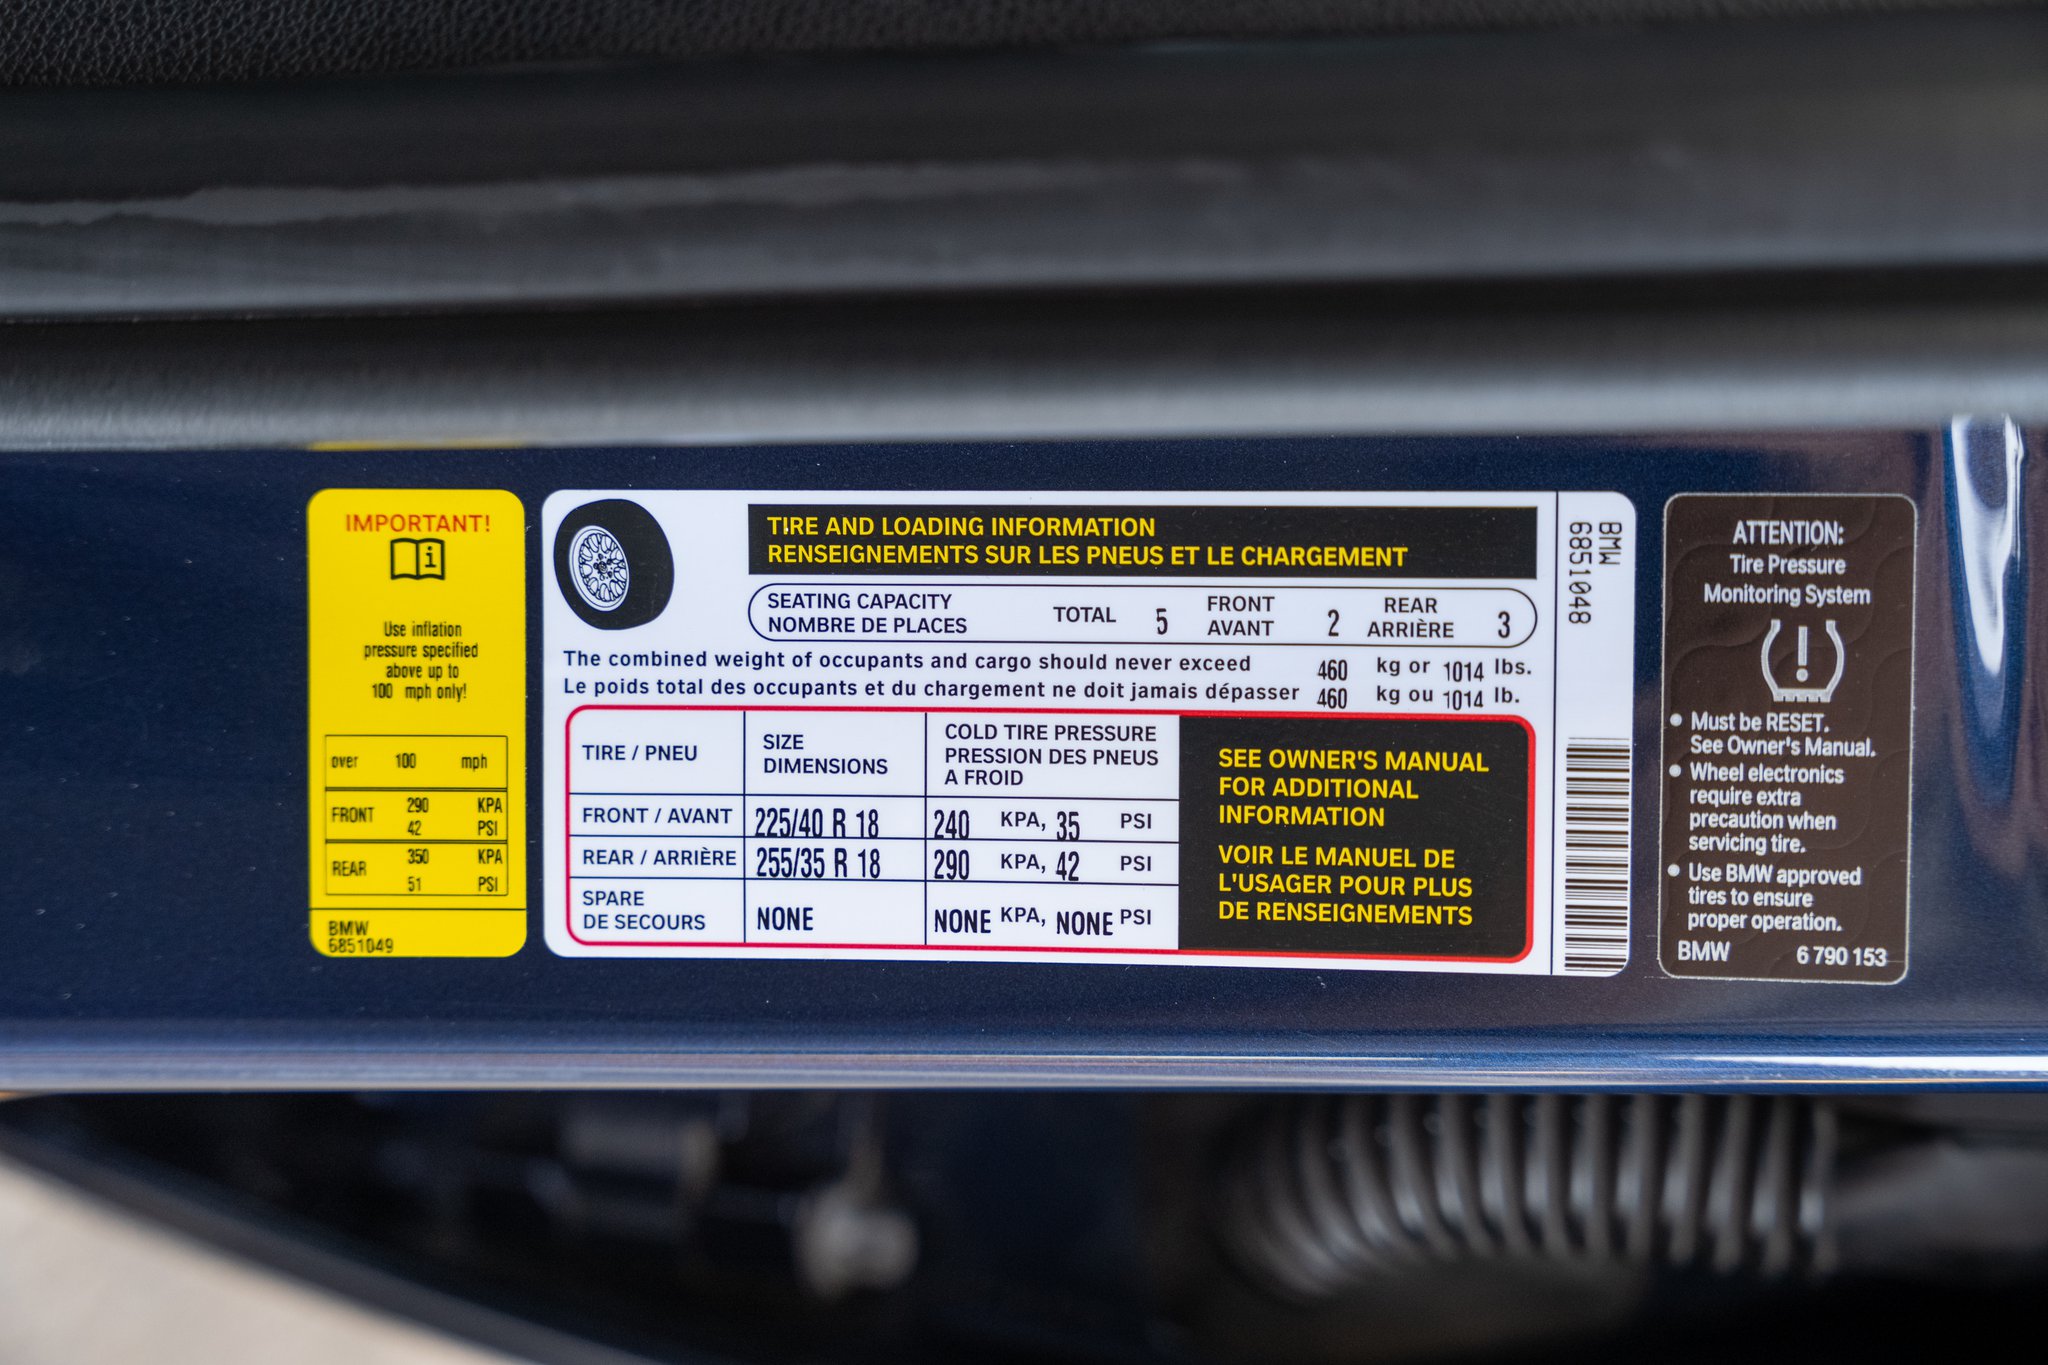 IMPORTANT!
Use inflation
pressure specified
above up to
100 mph only!
over 100 mph
FRONT 290 KPA
42 PSI
REAR 350 KPA
51 PSI
BMW
6851049
TIRE AND LOADING INFORMATION
RENSEIGNEMENTS SUR LES PNEUS ET LE CHARGEMENT
SEATING CAPACITY
NOMBRE DE PLACES
TOTAL 5
FRONT
AVANT 2
REAR
ARRIÈRE 3
The combined weight of occupants and cargo should never exceed 460 kg or 1014 lbs.
Le poids total des occupants et du chargement ne doit jamais dépasser 460 kg ou 1014 lb.
TIRE / PNEU
SIZE
DIMENSIONS
COLD TIRE PRESSURE
PRESSION DES PNEUS
A FROID
FRONT / AVANT 225/40 R 18 240 KPA, 35 PSI
REAR / ARRIÈRE 255/35 R 18 290 KPA, 42 PSI
SPARE
DE SECOURS NONE NONE KPA, NONE PSI
SEE OWNER'S MANUAL
FOR ADDITIONAL
INFORMATION
VOIR LE MANUEL DE
L'USAGER POUR PLUS
DE RENSEIGNEMENTS
BMW
6851048
ATTENTION:
Tire Pressure
Monitoring System
• Must be RESET.
See Owner's Manual.
• Wheel electronics
require extra
precaution when
servicing tire.
• Use BMW approved
tires to ensure
proper operation.
BMW 6 790 153